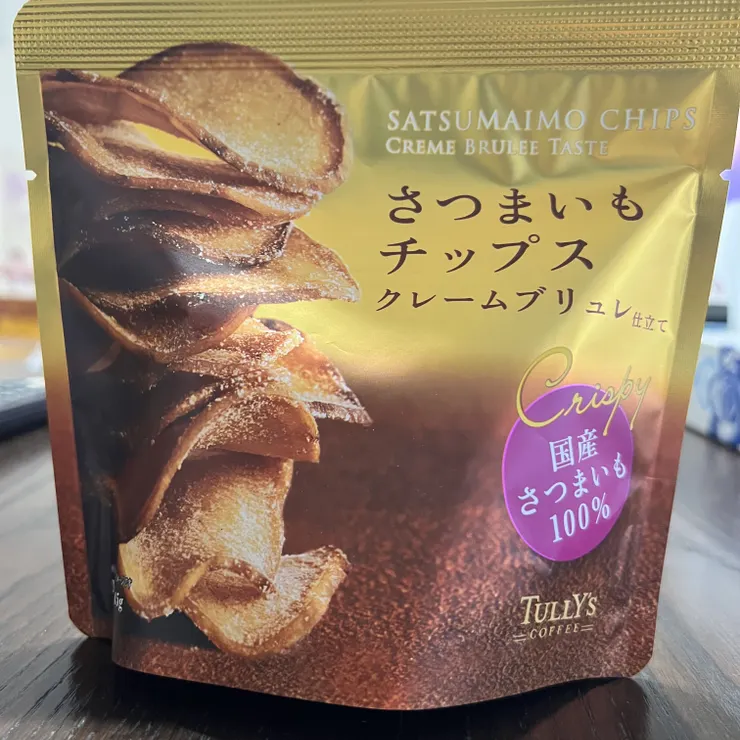 SATSUMAIMO CHIPS
CREME BRULEE TASTE
さつまいも
チップス
クレームブリュレ仕立て
Crispy
国産
さつまいも
100%
TULLY'S
COFFEE